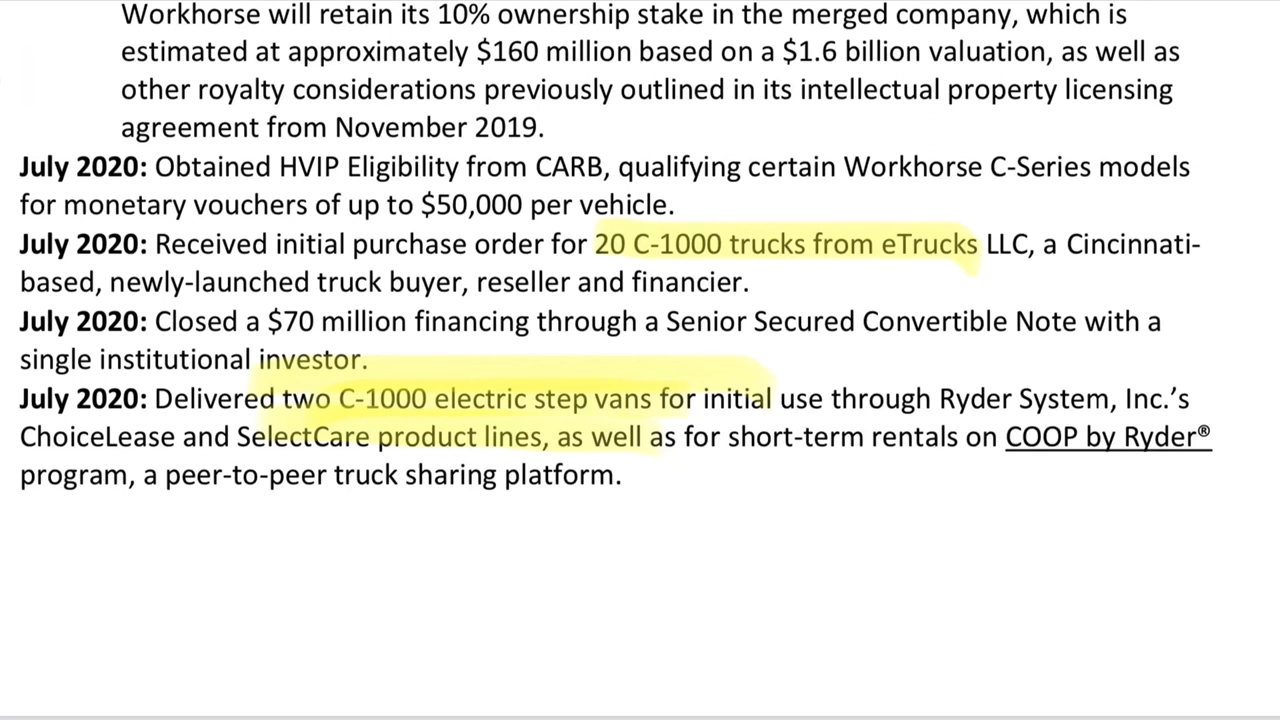 Workhorse will retain its 10% ownership stake in the merged company, which is
estimated at approximately $160 million based on a $1.6 billion valuation, as well as
other royalty considerations previously outlined in its intellectual property licensing
agreement from November 2019.
July 2020: Obtained HVIP Eligibility from CARB, qualifying certain Workhorse C-Series models
for monetary vouchers of up to $50,000 per vehicle.
July 2020: Received initial purchase order for 20 C-1000 trucks from eTrucks LLC, a Cincinnati-
based, newly-launched truck buyer, reseller and financier.
July 2020: Closed a $70 million financing through a Senior Secured Convertible Note with a
single institutional investor.
July 2020: Delivered two C-1000 electric step vans for initial use through Ryder System, Inc.’s
ChoiceLease and SelectCare product lines, as well as for short-term rentals on COOP by Ryder®
program, a peer-to-peer truck sharing platform.